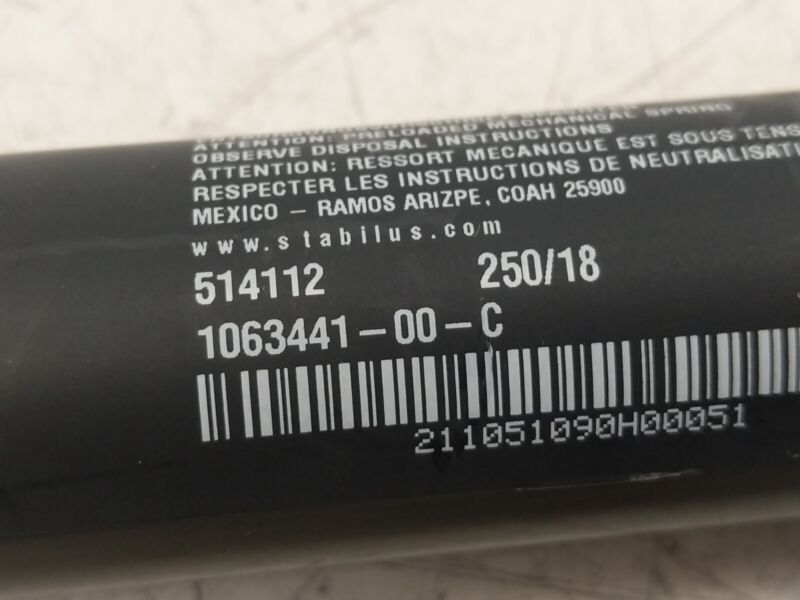 ATTENTION: PRELOADED MECHANICAL SPRING
OBSERVE DISPOSAL INSTRUCTIONS
ATTENTION: RESSORT MECANIQUE EST SOUS TENS
RESPECTER LES INSTRUCTIONS DE NEUTRALISATI
MEXICO - RAMOS ARIZPE, COAH 25900
www.stabilus.com
514112 250/18
1063441-00-C
211051090H00051